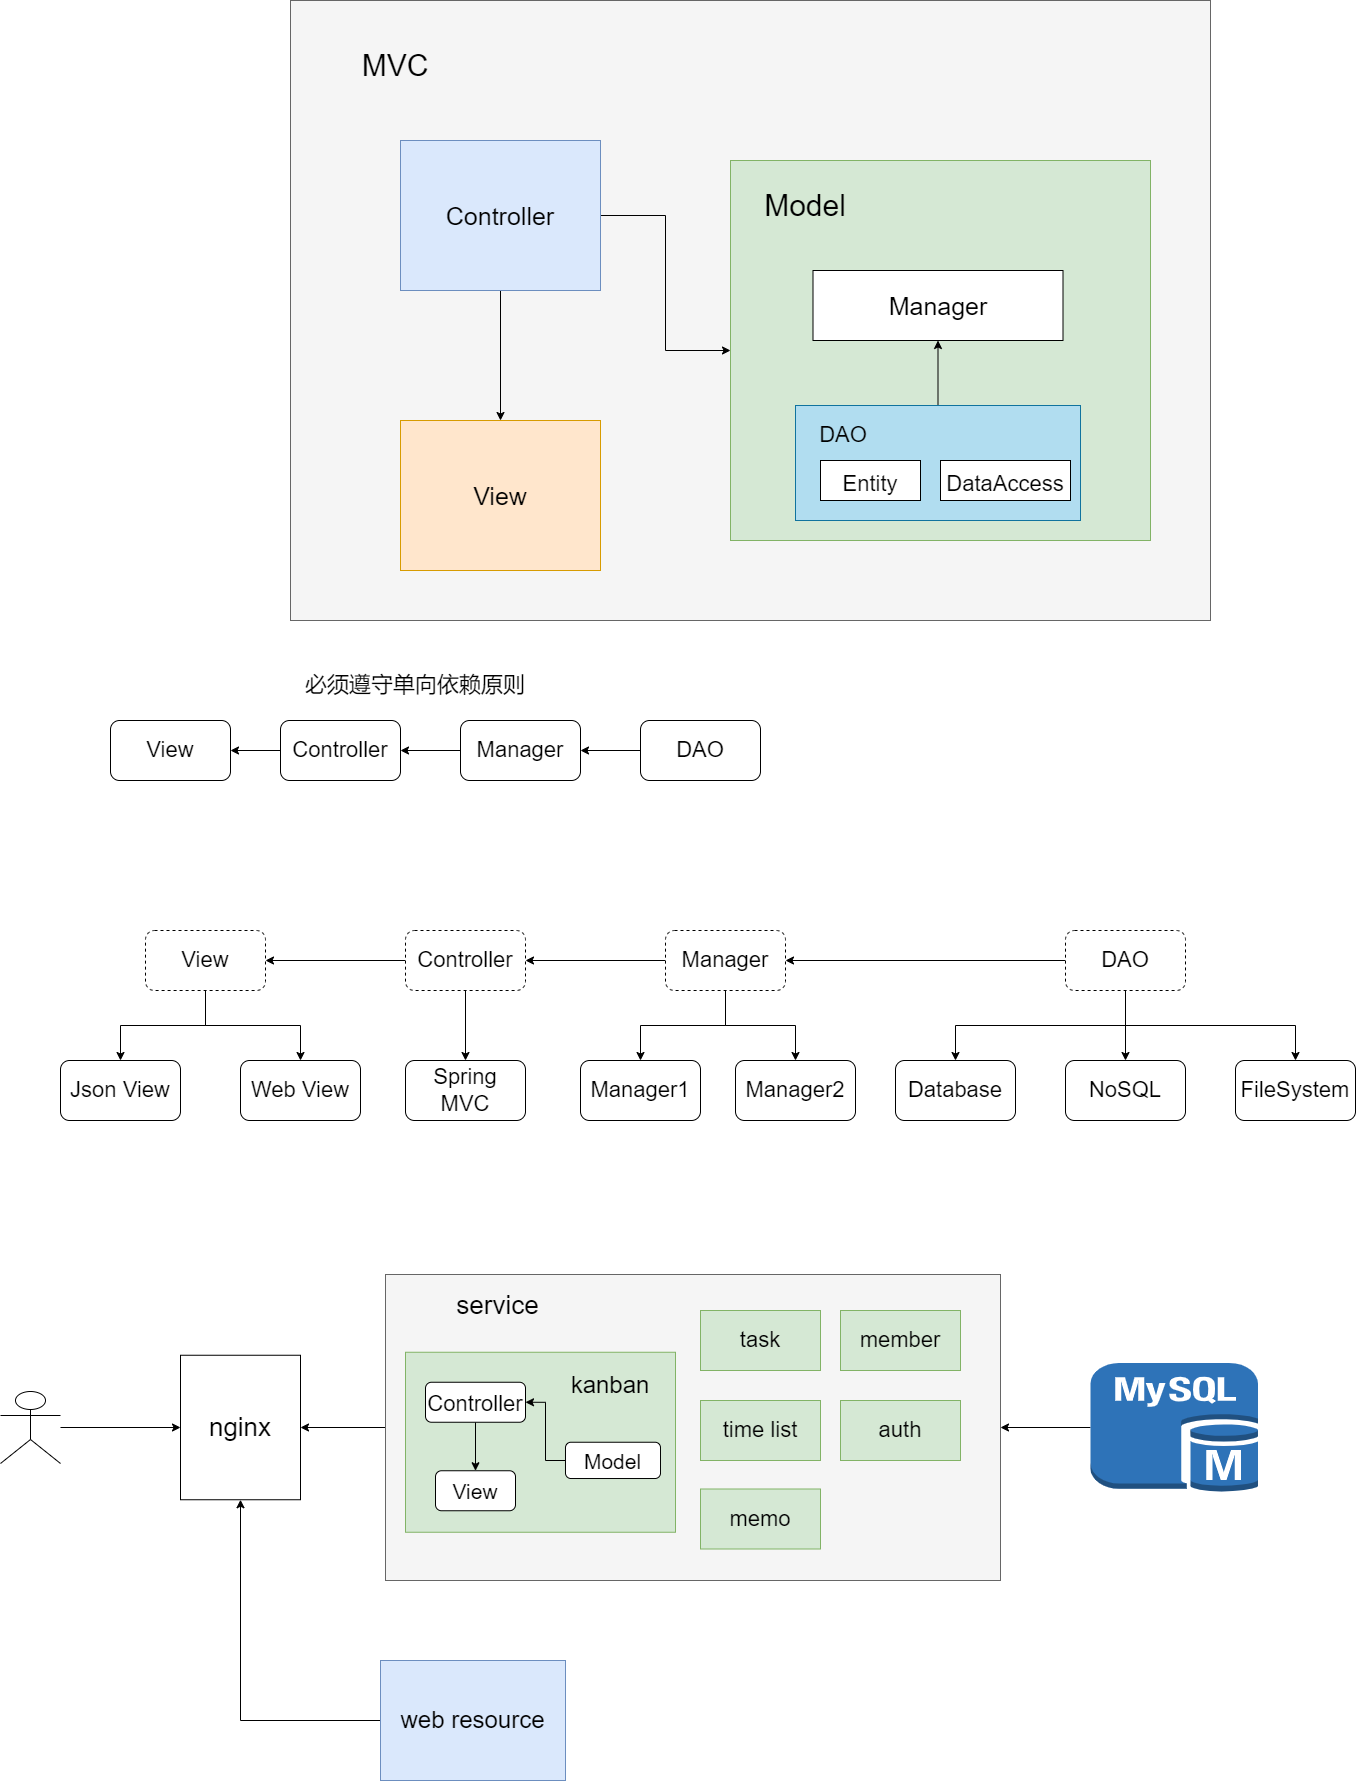 MVC
Controller
Model
Manager
DAO
Entity
DataAccess
View
必须遵守单向依赖原则
View
Controller
Manager
DAO
View
Controller
Manager
DAO
Json View
Web View
Spring
MVC
Manager1
Manager2
Database
NoSQL
FileSystem
service
task
member
kanban
Controller
Model
View
time list
auth
memo
nginx
MySQL
M
web resource